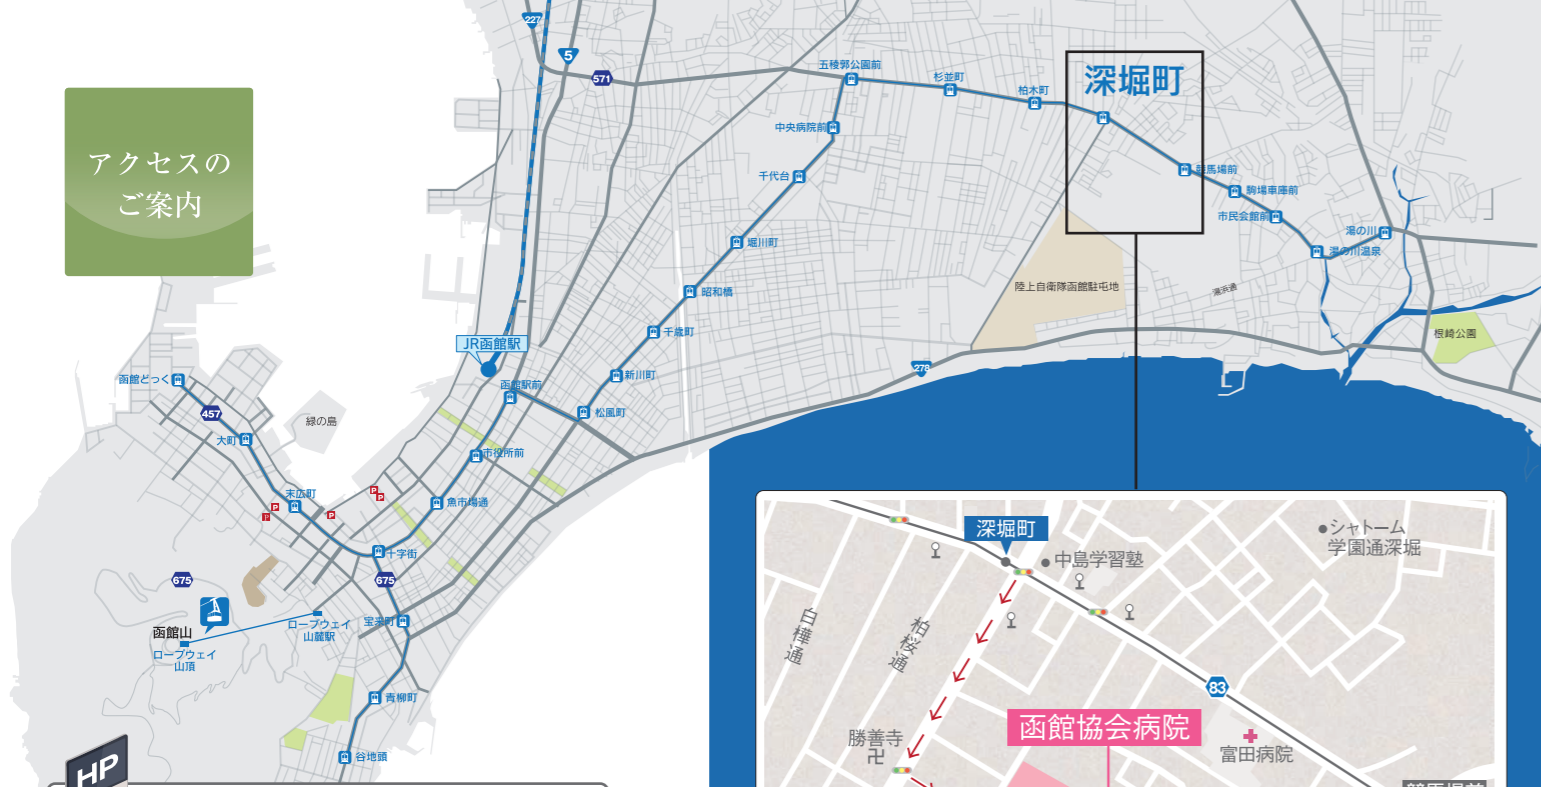 アクセスの
ご案内
227
5
571
五稜郭公園前
杉並町
柏木町
深堀町
中央病院前
千代台
競馬場前
駒場車庫前
市民会館前
湯の川
湯の川温泉
堀川町
昭和橋
千歳町
新川町
松風町
陸上自衛隊函館駐屯地
湯浜通
根崎公園
278
JR函館駅
函館駅前
函館どっく
457
大町
緑の島
市役所前
末広町
P
P
P
P
P
魚市場通
十字街
675
675
函館山
ロープウェイ
山頂
ロープウェイ
山麓駅
宝来町
青柳町
谷地頭
HP
深堀町
中島学習塾
シャトーム
学園通深堀
白樺通
柏桜通
83
函館協会病院
勝善寺
卍
富田病院
競馬場前